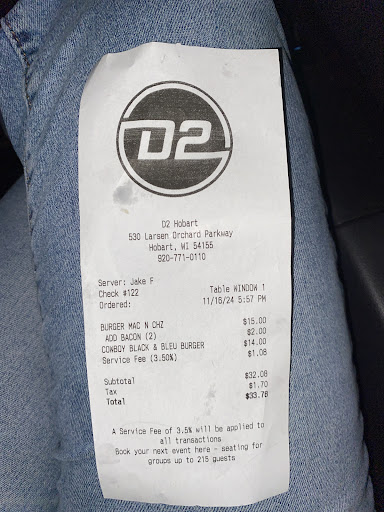 D2
D2 Hobart
530 Larsen Orchard Parkway
Hobart, WI 54155
920-771-0110
Server: Jake F
Check #122 Table WINDOW 1
Ordered: 11/16/24 5:57 PM
BURGER MAC N CHZ $15.00
ADD BACON (2) $2.00
COWBOY BLACK & BLEU BURGER $14.00
Service Fee (3.50%) $1.08
Subtotal $32.08
Tax $1.70
Total $33.78
A Service Fee of 3.5% will be applied to
all transactions
Book your next event here - seating for
groups up to 215 guests